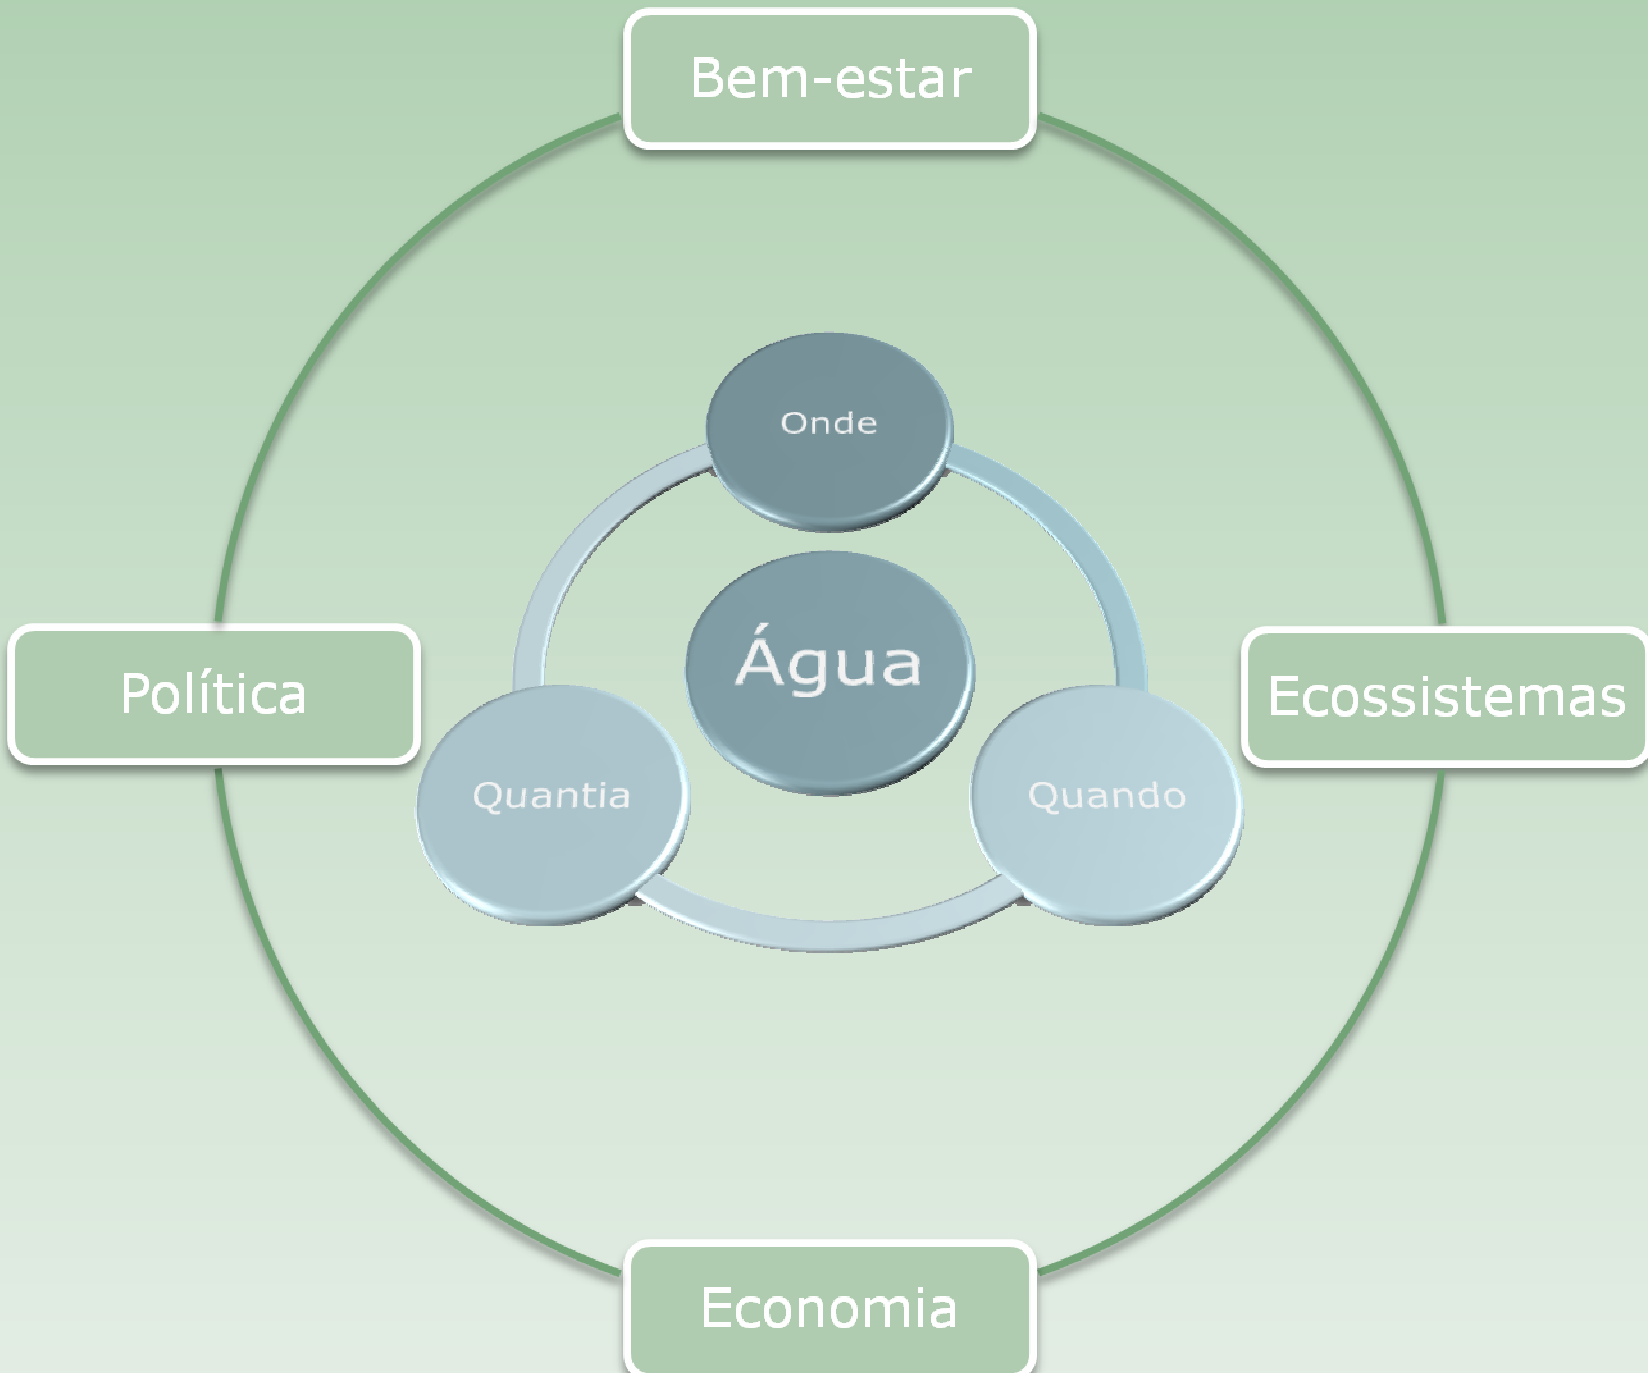 Bem-estar
Onde
Água
Política
Ecossistemas
Quantia
Quando
Economia